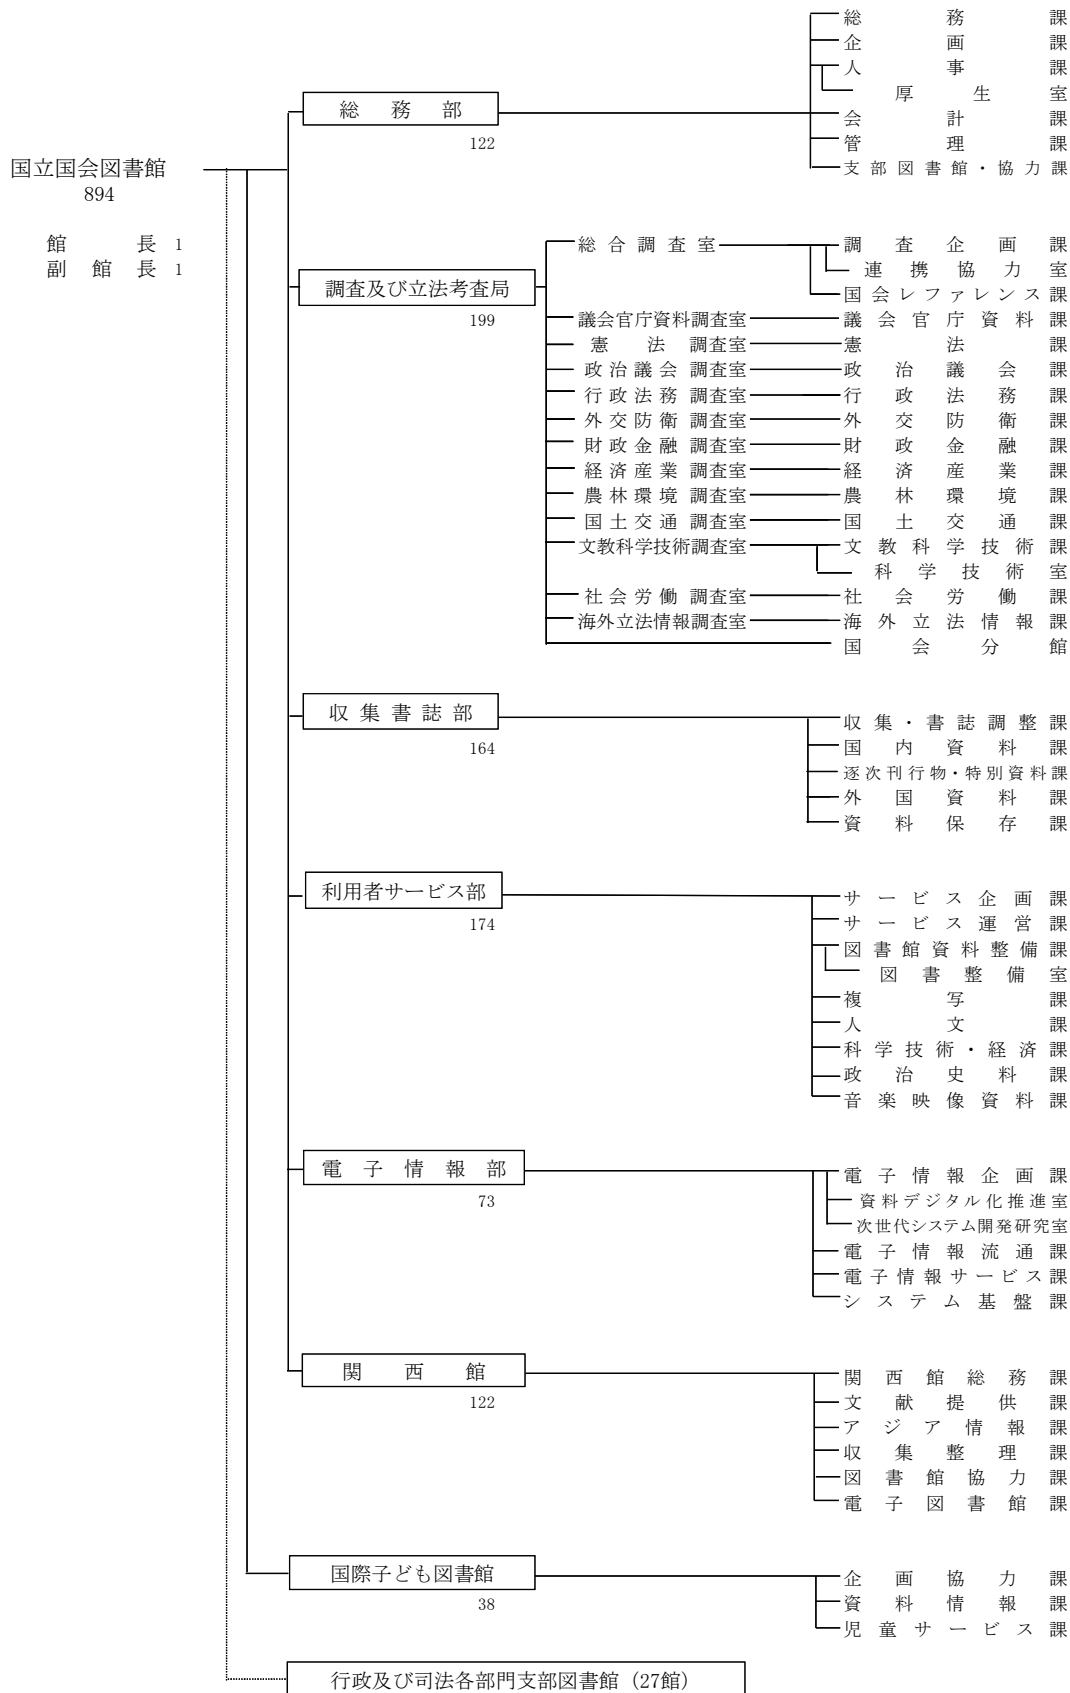 総務課
企画課
人事課
厚生室
総務部
会計課
122
管理課
国立国会図書館
支部図書館・協力課
894
館長 1
副館長 1
総合調査室 調査企画課
連携協力室
調査及び立法考査局
国会レファレンス課
199
議会官庁資料調査室 議会官庁資料課
憲法調査室 憲法課
政治議会調査室 政治議会課
行政法務調査室 行政法務課
外交防衛調査室 外交防衛課
財政金融調査室 財政金融課
経済産業調査室 経済産業課
農林環境調査室 農林環境課
国土交通調査室 国土交通課
文教科学技術調査室 文教科学技術課
科学技術室
社会労働調査室 社会労働課
海外立法情報調査室 海外立法情報課
国会分館
収集書誌部
164
収集・書誌調整課
国内資料課
逐次刊行物・特別資料課
外国資料課
資料保存課
利用者サービス部
174
サービス企画課
サービス運営課
図書館資料整備課
図書整備室
複写課
人文課
科学技術・経済課
政治史料課
音楽映像資料課
電子情報部
73
電子情報企画課
資料デジタル化推進室
次世代システム開発研究室
電子情報流通課
電子情報サービス課
システム基盤課
関西館
122
関西館総務課
文献提供課
アジア情報課
収集整理課
図書館協力課
電子図書館課
国際子ども図書館
38
企画協力課
資料情報課
児童サービス課
行政及び司法各部門支部図書館（27館）